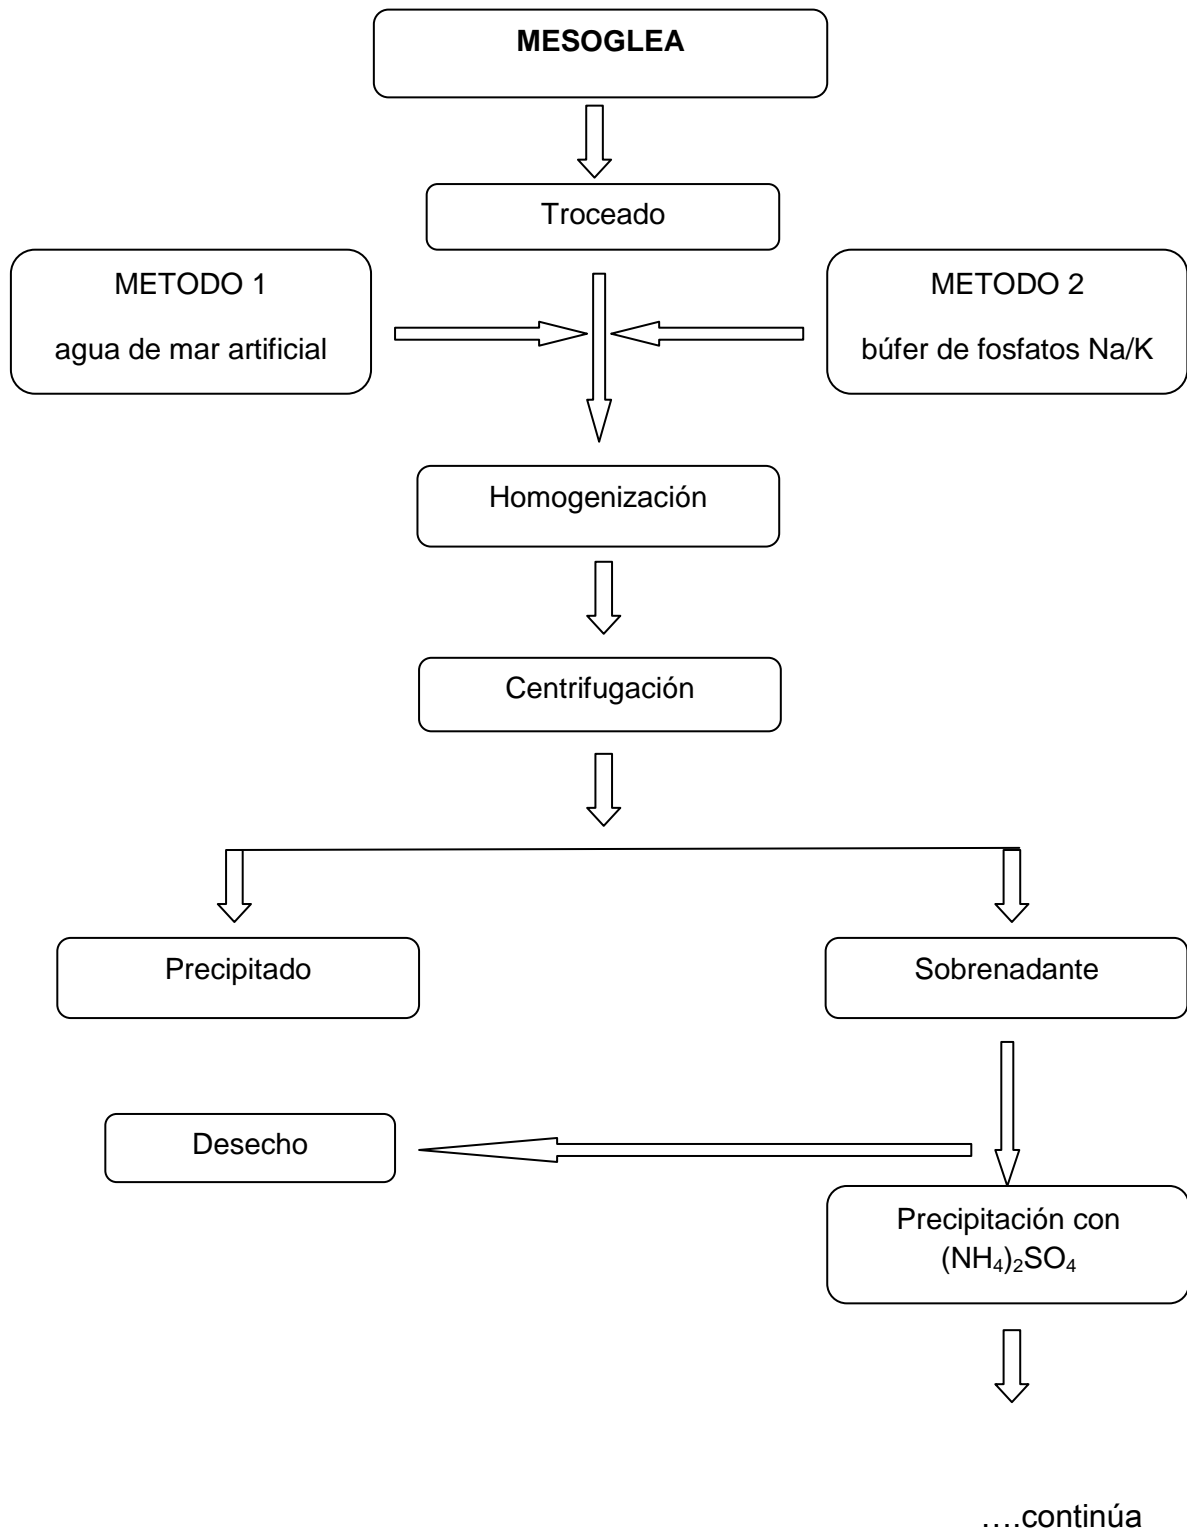 MESOGLEA
Troceado
METODO 1
agua de mar artificial
METODO 2
búfer de fosfatos Na/K
Homogenización
Centrifugación
Precipitado
Sobrenadante
Desecho
Precipitación con
(NH₄)₂SO₄
….continúa